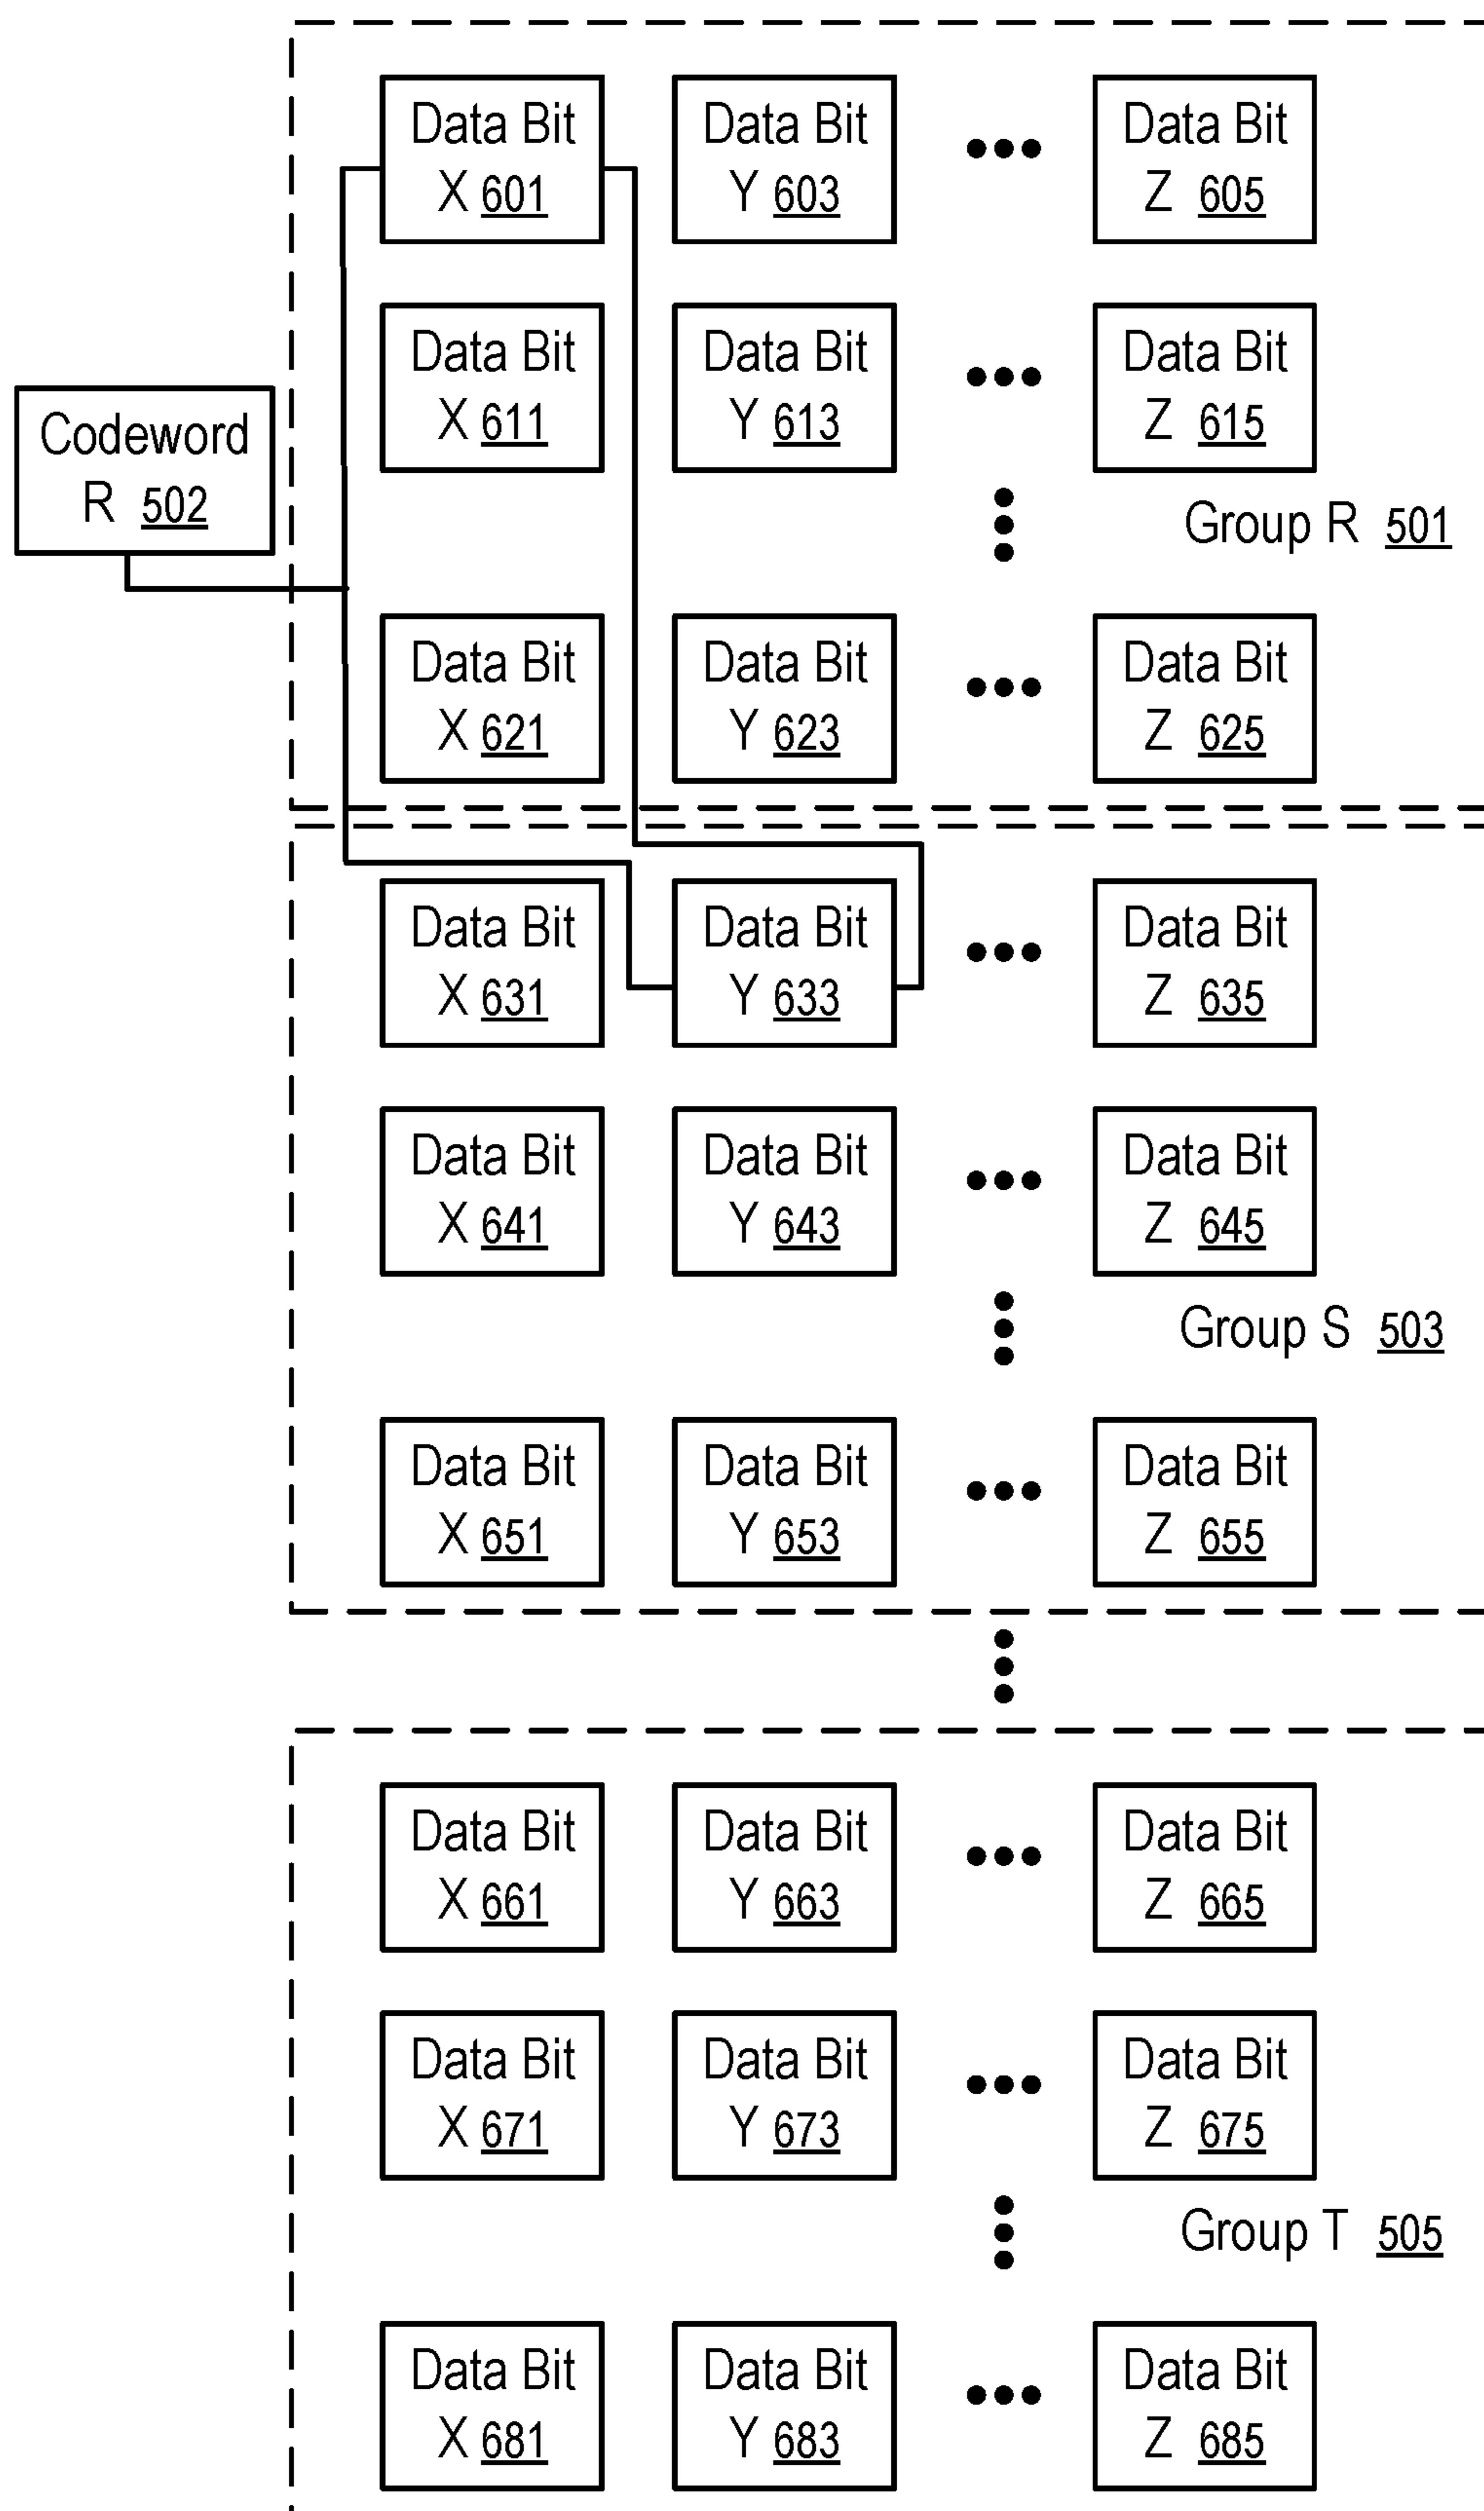 Data Bit
X 601
Data Bit
Y 603
Data Bit
Z 605
Data Bit
X 611
Data Bit
Y 613
Data Bit
Z 615
Codeword
R 502
Group R 501
Data Bit
X 621
Data Bit
Y 623
Data Bit
Z 625
Data Bit
X 631
Data Bit
Y 633
Data Bit
Z 635
Data Bit
X 641
Data Bit
Y 643
Data Bit
Z 645
Group S 503
Data Bit
X 651
Data Bit
Y 653
Data Bit
Z 655
Data Bit
X 661
Data Bit
Y 663
Data Bit
Z 665
Data Bit
X 671
Data Bit
Y 673
Data Bit
Z 675
Group T 505
Data Bit
X 681
Data Bit
Y 683
Data Bit
Z 685